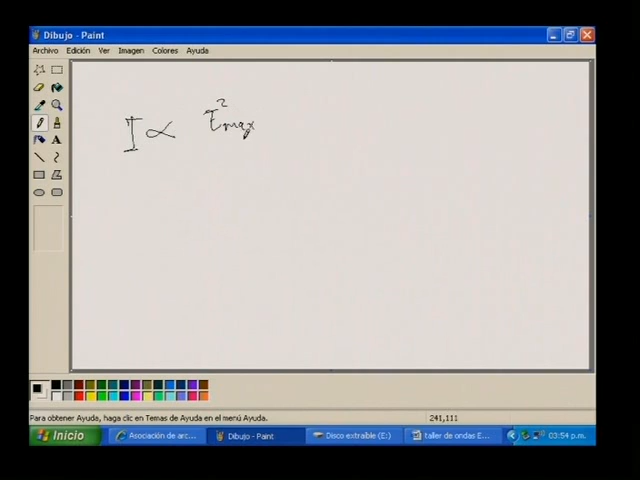 Dibujo - Paint
Archivo Edición Ver Imagen Colores Ayuda
I ∝ E²max
Para obtener Ayuda, haga clic en Temas de Ayuda en el menú Ayuda. 241,111
Inicio Asociación de arc... Dibujo - Paint Disco extraíble (E:) taller de ondas E... 03:54 p.m.